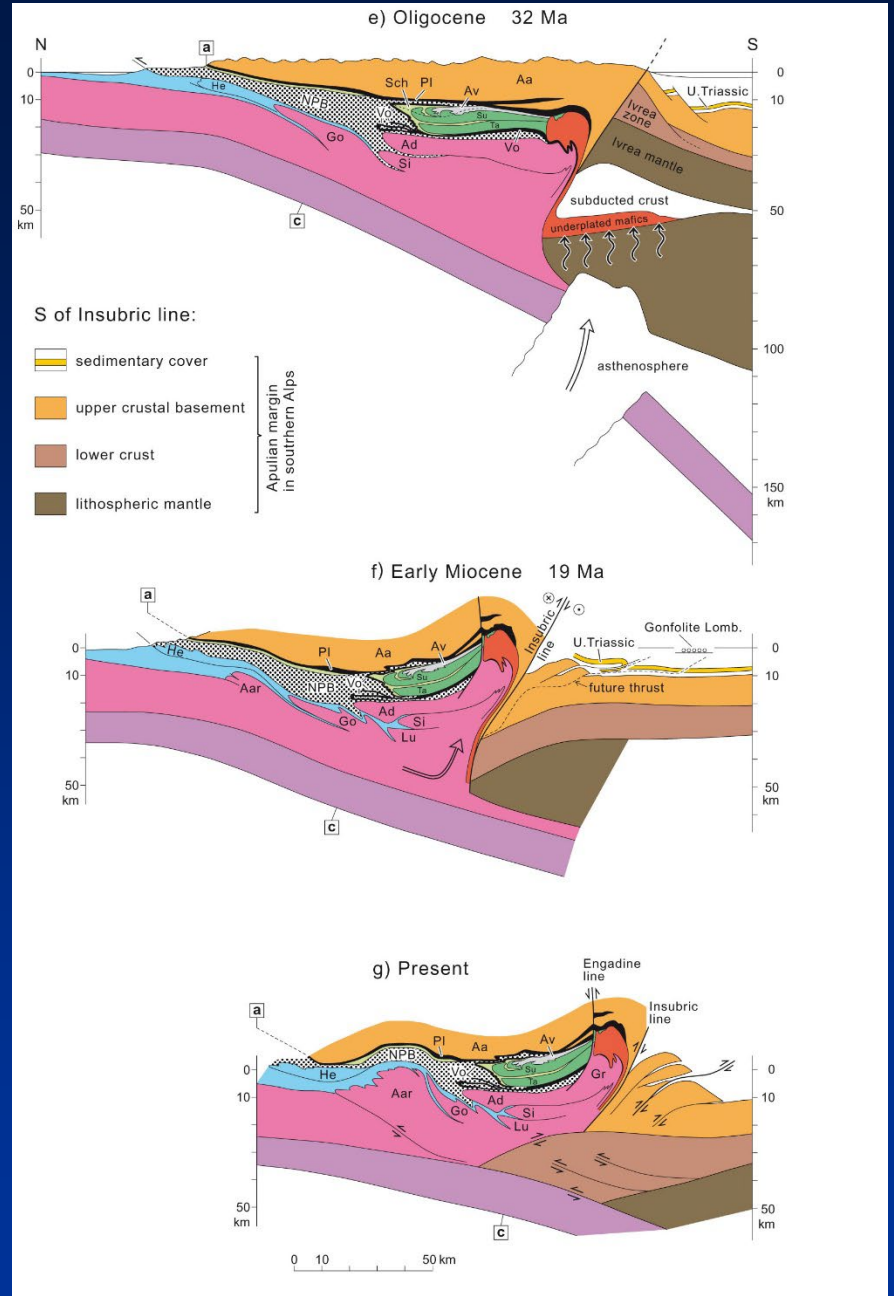 e) Oligocene 32 Ma
N
S
a
0
10
50
km
He
NPB
Go
Vo
Sch
Pl
Av
Aa
Su
Ta
Ad
Si
Vo
c
Ivrea
zone
Ivrea mantle
U.Triassic
subducted crust
underplated mafics
asthenosphere
0
10
50
100
150
km
S of Insubric line:
sedimentary cover
upper crustal basement
lower crust
lithospheric mantle
Apulian margin
in soutrhern Alps
f) Early Miocene 19 Ma
a
0
10
50
km
He
Aar
NPB
Go
Pl
Vo
Aa
Av
Su
Ta
Ad
Si
Lu
c
Insubric
line
U.Triassic
Gonfolite Lomb.
future thrust
0
10
50
km
g) Present
Engadine
line
Insubric
line
a
0
10
50
km
He
NPB
Aar
Pl
Aa
Av
Vo
Su
Ta
Gr
Ad
Go
Si
Lu
c
0
10
50
km
0 10 50 km